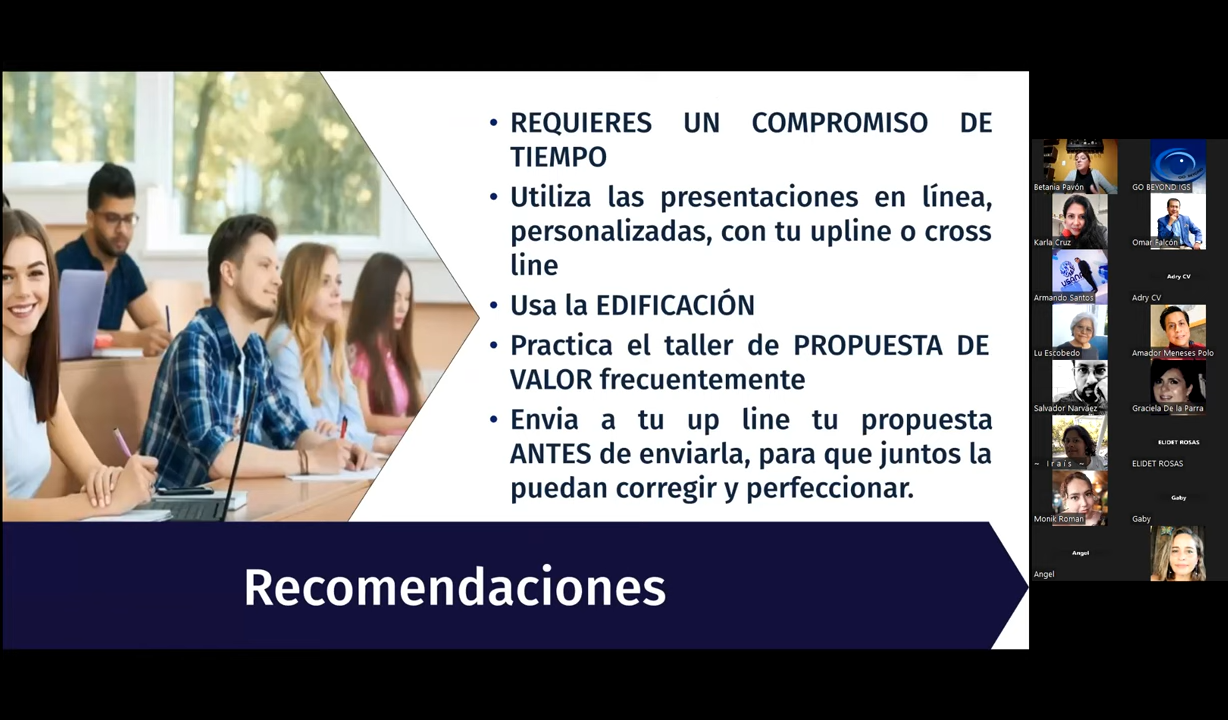 • REQUIERES UN COMPROMISO DE
TIEMPO
• Utiliza las presentaciones en línea,
personalizadas, con tu upline o cross
line
• Usa la EDIFICACIÓN
• Practica el taller de PROPUESTA DE
VALOR frecuentemente
• Envia a tu up line tu propuesta
ANTES de enviarla, para que juntos la
puedan corregir y perfeccionar.
Recomendaciones
Betania Pavón
GO BEYOND IGS
Karla Cruz
Omar Falcón
USANA
Armando Santos
Adry CV
Adry CV
Lu Escobedo
Amador Meneses Polo
Salvador Narváez
Graciela De la Parra
~ I r a í s ~
ELIDET ROSAS
ELIDET ROSAS
Monik Roman
Gaby
Gaby
Angel
Angel